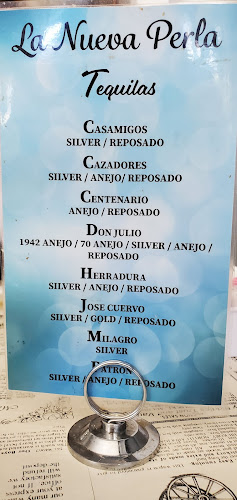 La Nueva Perla
Tequilas
CASAMIGOS
SILVER / REPOSADO
CAZADORES
SILVER / ANEJO/ REPOSADO
CENTENARIO
ANEJO / REPOSADO
DON JULIO
1942 ANEJO / 70 ANEJO / SILVER / ANEJO /
REPOSADO
HERRADURA
SILVER / ANEJO / REPOSADO
JOSE CUERVO
SILVER / GOLD / REPOSADO
MILAGRO
SILVER
PATRON
SILVER / ANEJO / REPOSADO